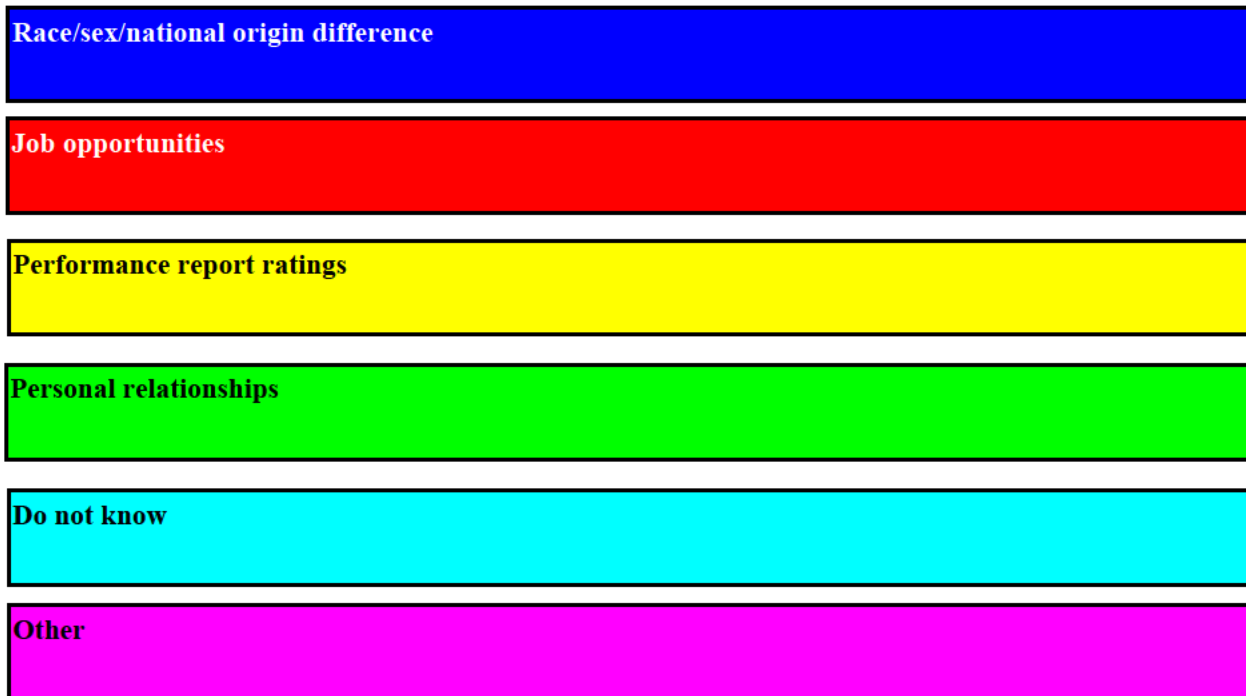 Race/sex/national origin difference
Job opportunities
Performance report ratings
Personal relationships
Do not know
Other